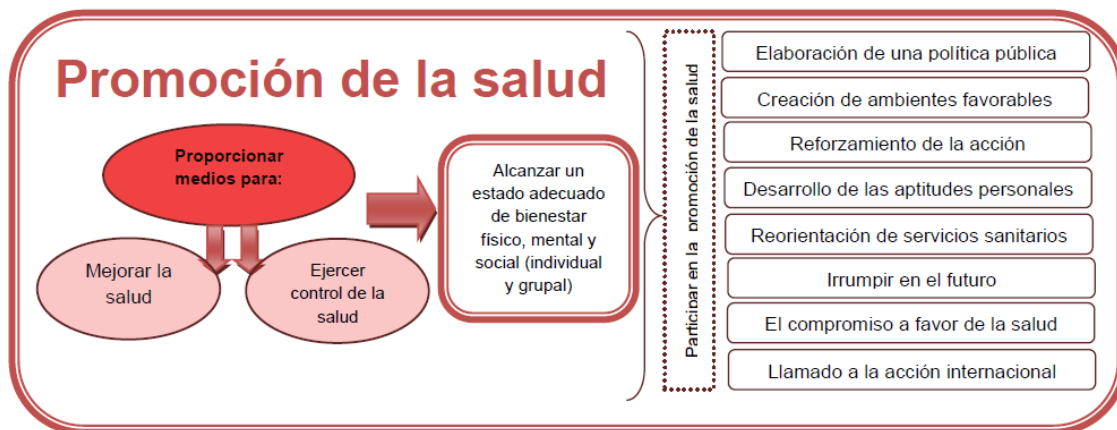 Promoción de la salud
Proporcionar
medios para:
Mejorar la
salud
Ejercer
control de la
salud
Alcanzar un
estado adecuado
de bienestar
físico, mental y
social (individual
y grupal)
Participar en la promoción de la salud
Elaboración de una política pública
Creación de ambientes favorables
Reforzamiento de la acción
Desarrollo de las aptitudes personales
Reorientación de servicios sanitarios
Irrumpir en el futuro
El compromiso a favor de la salud
Llamado a la acción internacional